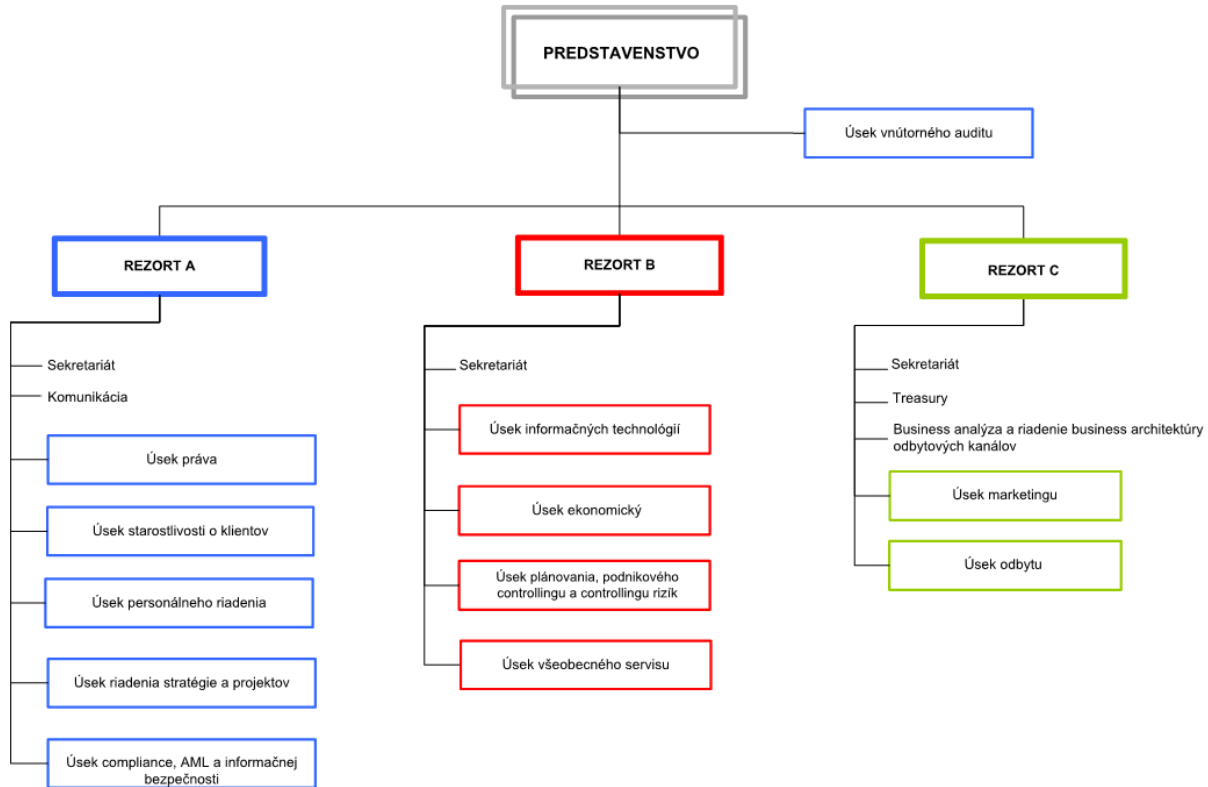 PREDSTAVENSTVO
Úsek vnútorného auditu
REZORT A
Sekretariát
Komunikácia
Úsek práva
Úsek starostlivosti o klientov
Úsek personálneho riadenia
Úsek riadenia stratégie a projektov
Úsek compliance, AML a informačnej
bezpečnosti
REZORT B
Sekretariát
Úsek informačných technológií
Úsek ekonomický
Úsek plánovania, podnikového
controllingu a controllingu rizík
Úsek všeobecného servisu
REZORT C
Sekretariát
Treasury
Business analýza a riadenie business architektúry
odbytových kanálov
Úsek marketingu
Úsek odbytu